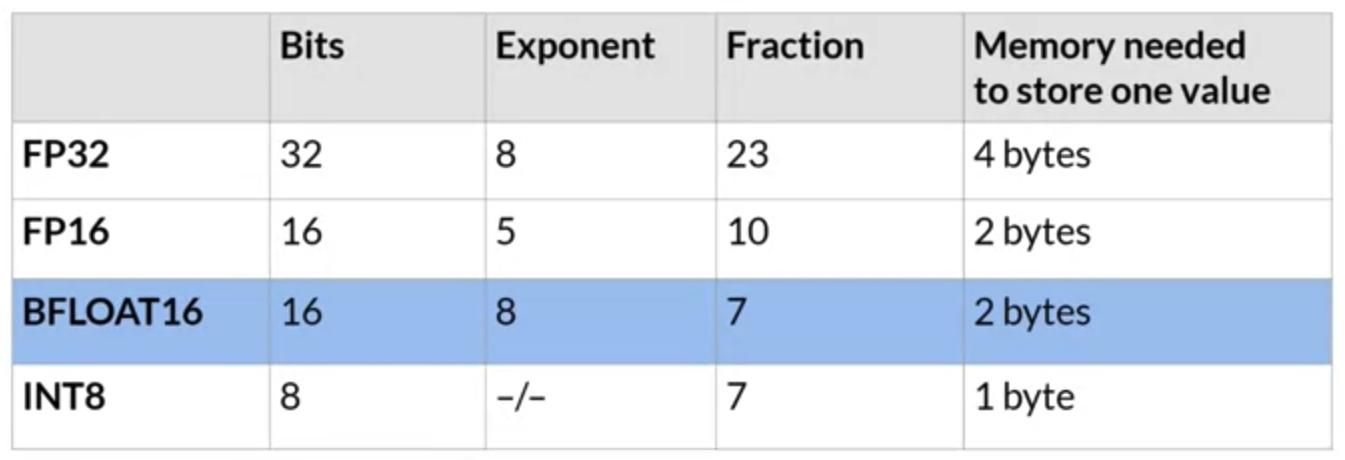 Bits Exponent Fraction Memory needed
to store one value
FP32 32 8 23 4 bytes
FP16 16 5 10 2 bytes
BFLOAT16 16 8 7 2 bytes
INT8 8 –/– 7 1 byte